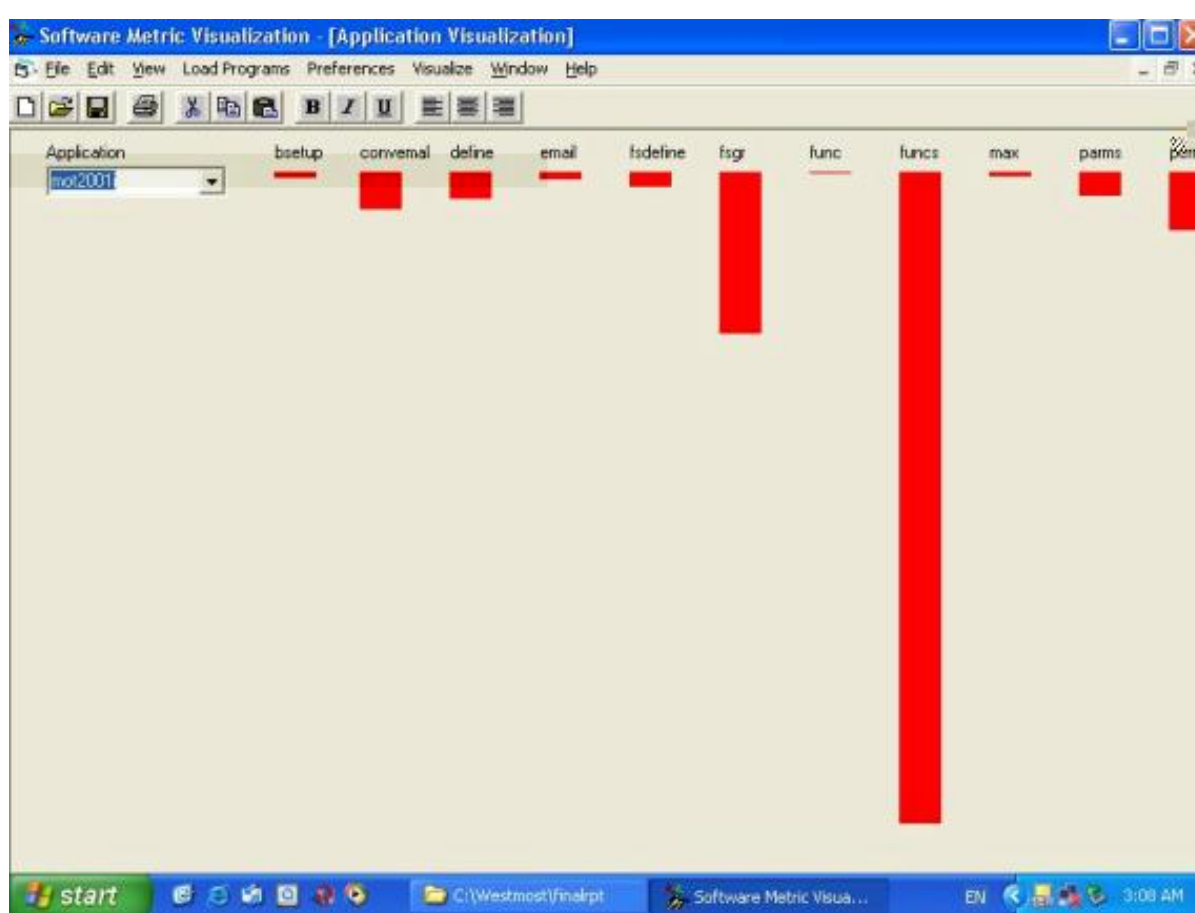 Software Metric Visualization - [Application Visualization]
File Edit View Load Programs Preferences Visualize Window Help
B I U
Application bsetup convemal define email fsdefine fsgr func funcs max parms
mot2001
start C:\Westmost\finalrpt Software Metric Visua... EN 3:08 AM